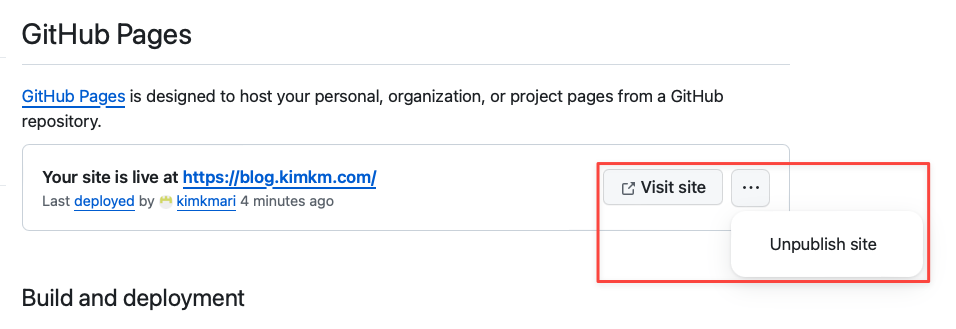 GitHub Pages
GitHub Pages is designed to host your personal, organization, or project pages from a GitHub
repository.
Your site is live at https://blog.kimkm.com/
Visit site
Last deployed by kimkmari 4 minutes ago
Unpublish site
Build and deployment